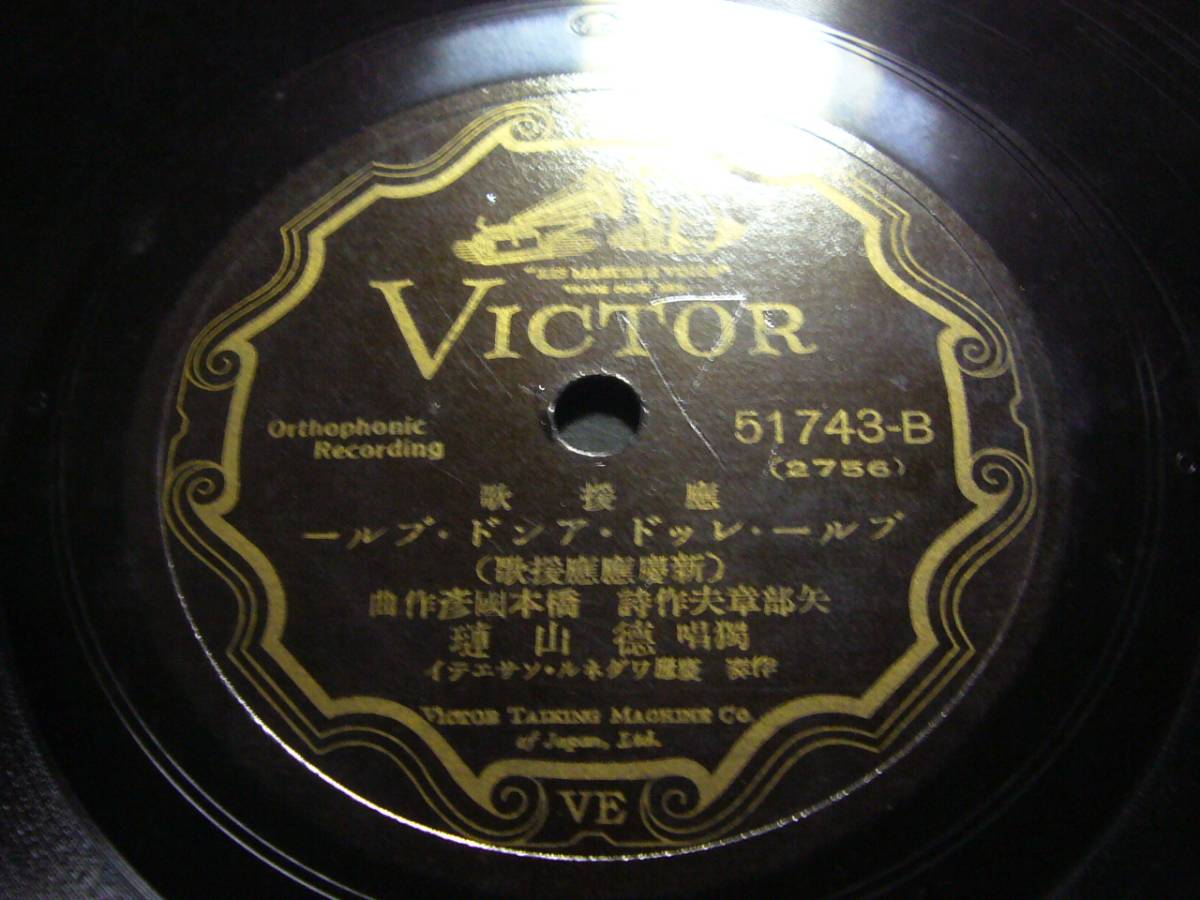 "HIS MASTER'S VOICE"
VICTOR
Orthophonic Recording
51743-B
(2756)
應援歌
ブルー・レッド・アンド・ブルー
(新慶應應援歌)
矢部章夫作詩 橋本國彥作曲
獨唱 德山璉
伴奏 慶應ワグネル・ソサエテイ
VICTOR TALKING MACHINE CO.
of Japan, Ltd.
VE